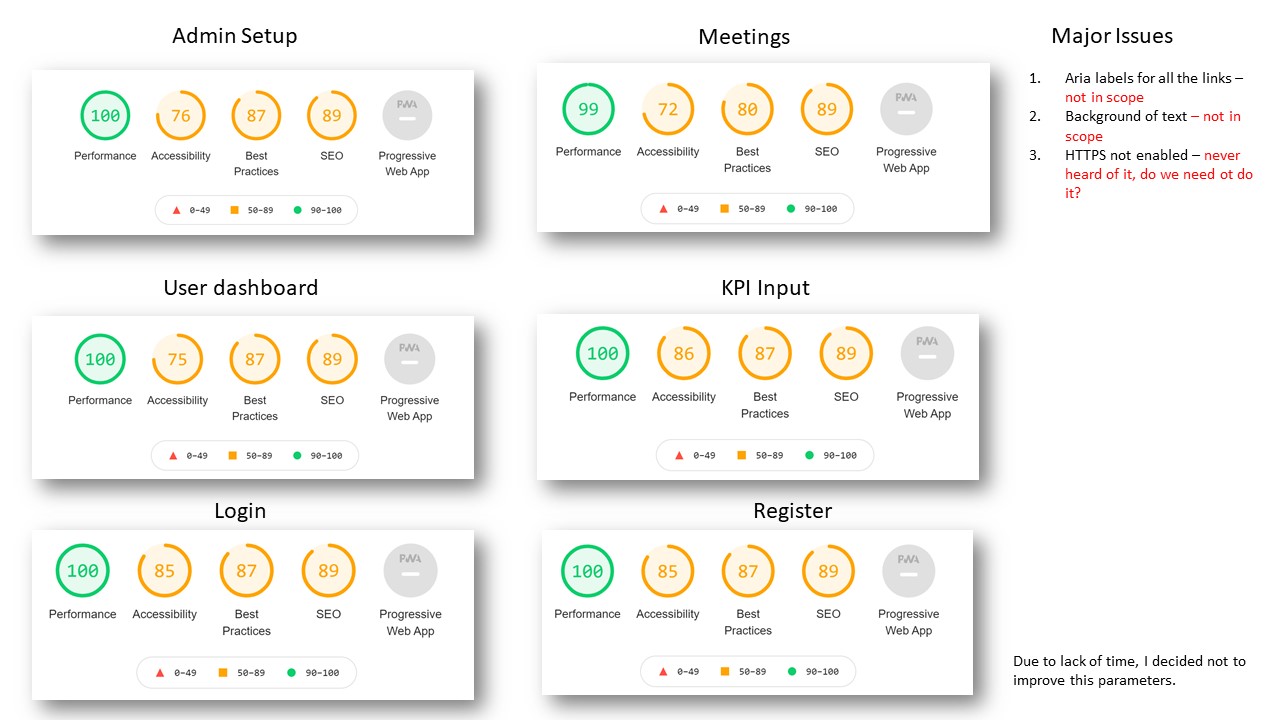 Admin Setup
100 76 87 89 PWA
Performance Accessibility Best SEO Progressive
Practices Web App
0–49 50–89 90–100
Meetings
99 72 80 89 PWA
Performance Accessibility Best SEO Progressive
Practices Web App
0–49 50–89 90–100
Major Issues
1. Aria labels for all the links –
not in scope
2. Background of text – not in
scope
3. HTTPS not enabled – never
heard of it, do we need ot do
it?
User dashboard
100 75 87 89 PWA
Performance Accessibility Best SEO Progressive
Practices Web App
0–49 50–89 90–100
KPI Input
100 86 87 89 PWA
Performance Accessibility Best SEO Progressive
Practices Web App
0–49 50–89 90–100
Login
100 85 87 89 PWA
Performance Accessibility Best SEO Progressive
Practices Web App
0–49 50–89 90–100
Register
100 85 87 89 PWA
Performance Accessibility Best SEO Progressive
Practices Web App
0–49 50–89 90–100
Due to lack of time, I decided not to
improve this parameters.